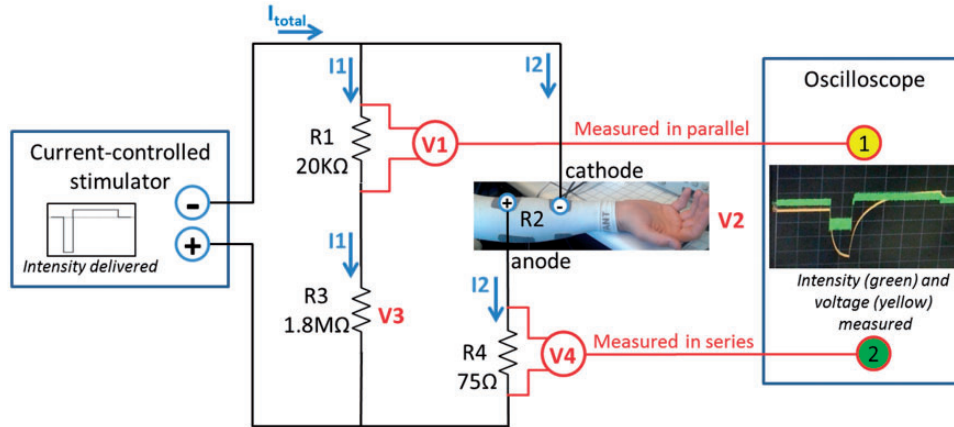 I total
I1
I2
Oscilloscope
Current-controlled
stimulator
-
+
Intensity delivered
R1
20KΩ
V1
Measured in parallel
1
cathode
+
-
R2
V2
anode
I1
I2
R3
1.8MΩ
V3
R4
75Ω
V4
Measured in series
Intensity (green) and
voltage (yellow)
measured
2